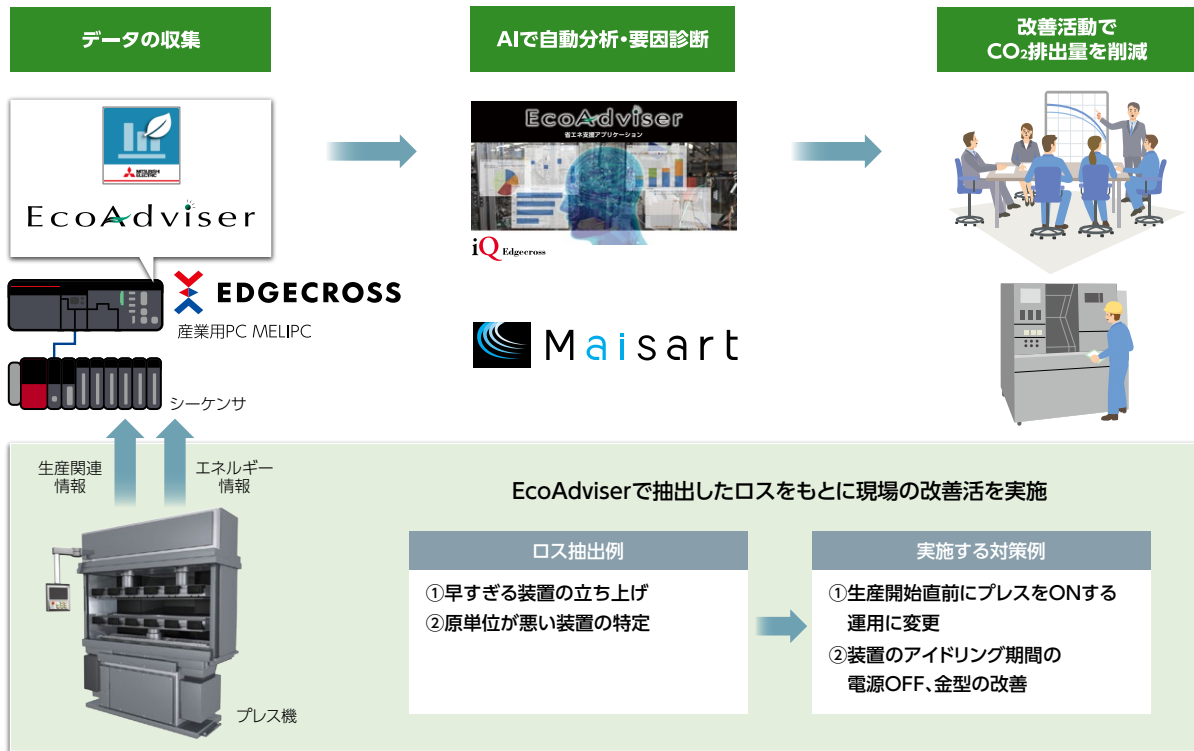 データの収集
AIで自動分析・要因診断
改善活動で
CO₂排出量を削減
MITSUBISHI
ELECTRIC
EcoAdviser
EcoAdviser
省エネ支援アプリケーション
iQ Edgecross
EDGECROSS
産業用PC MELIPC
Maisart
シーケンサ
生産関連
情報
エネルギー
情報
プレス機
EcoAdviserで抽出したロスをもとに現場の改善活を実施
ロス抽出例
①早すぎる装置の立ち上げ
②原単位が悪い装置の特定
実施する対策例
①生産開始直前にプレスをONする
運用に変更
②装置のアイドリング期間の
電源OFF、金型の改善